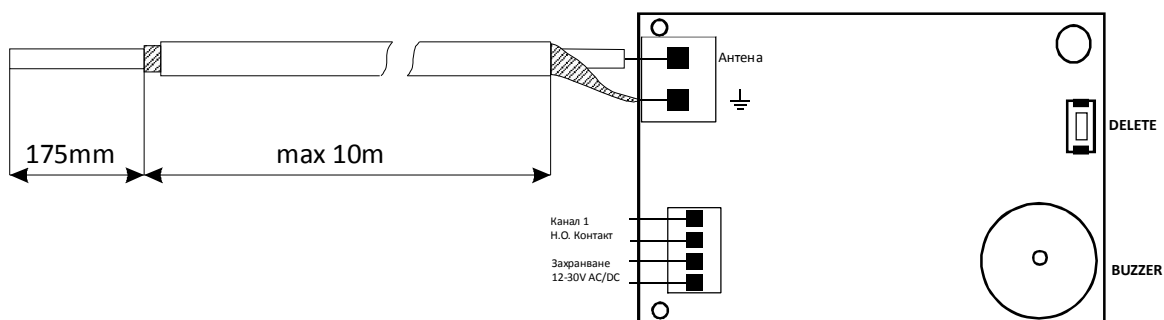 Антена
DELETE
175mm
max 10m
Канал 1
Н.О. Контакт
Захранване
12-30V AC/DC
BUZZER